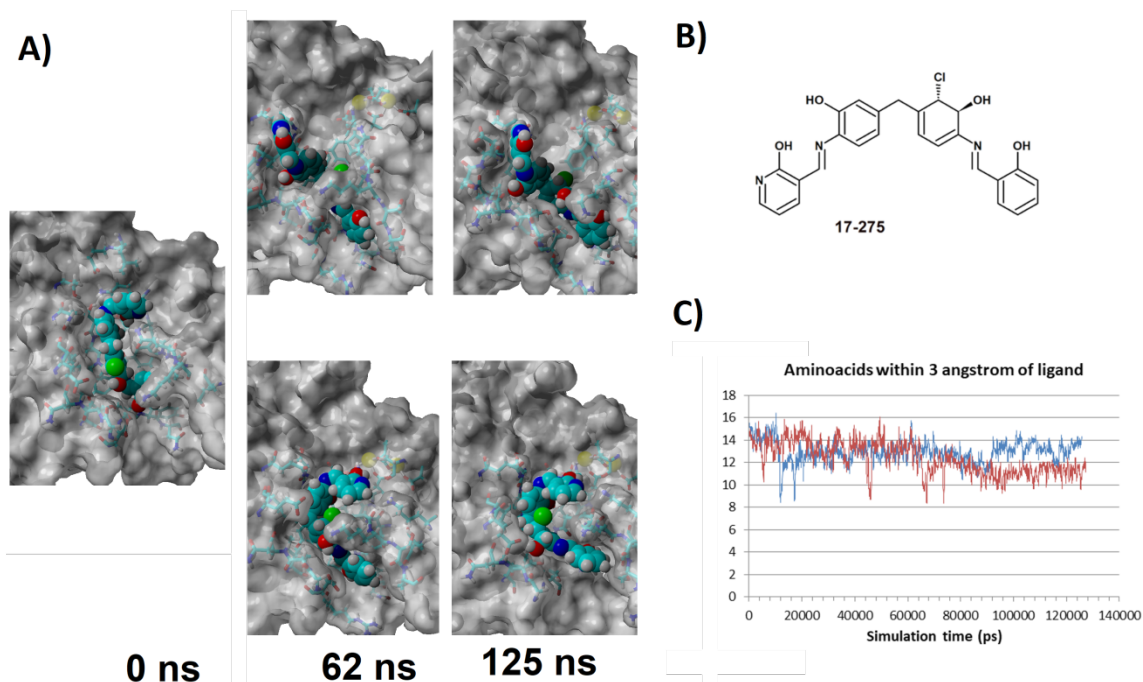 A)
0 ns
62 ns
125 ns
B)
Cl
HO
OH
OH
N
N
OH
N
17-275
C)
Aminoacids within 3 angstrom of ligand
18
16
14
12
10
8
6
4
2
0
0 20000 40000 60000 80000 100000 120000 140000
Simulation time (ps)